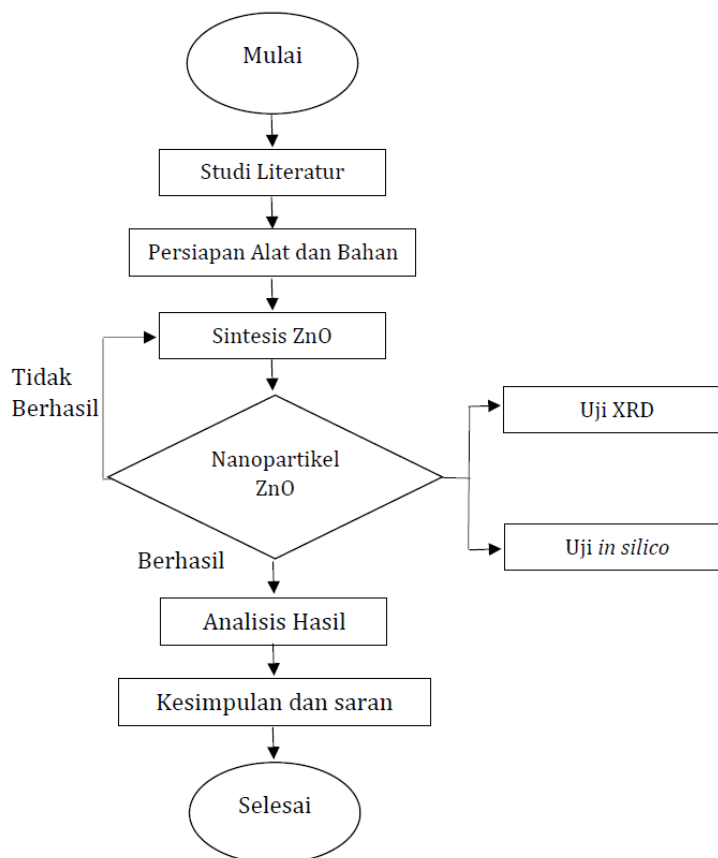 Mulai
Studi Literatur
Persiapan Alat dan Bahan
Sintesis ZnO
Tidak
Berhasil
Uji XRD
Nanopartikel
ZnO
Uji in silico
Berhasil
Analisis Hasil
Kesimpulan dan saran
Selesai